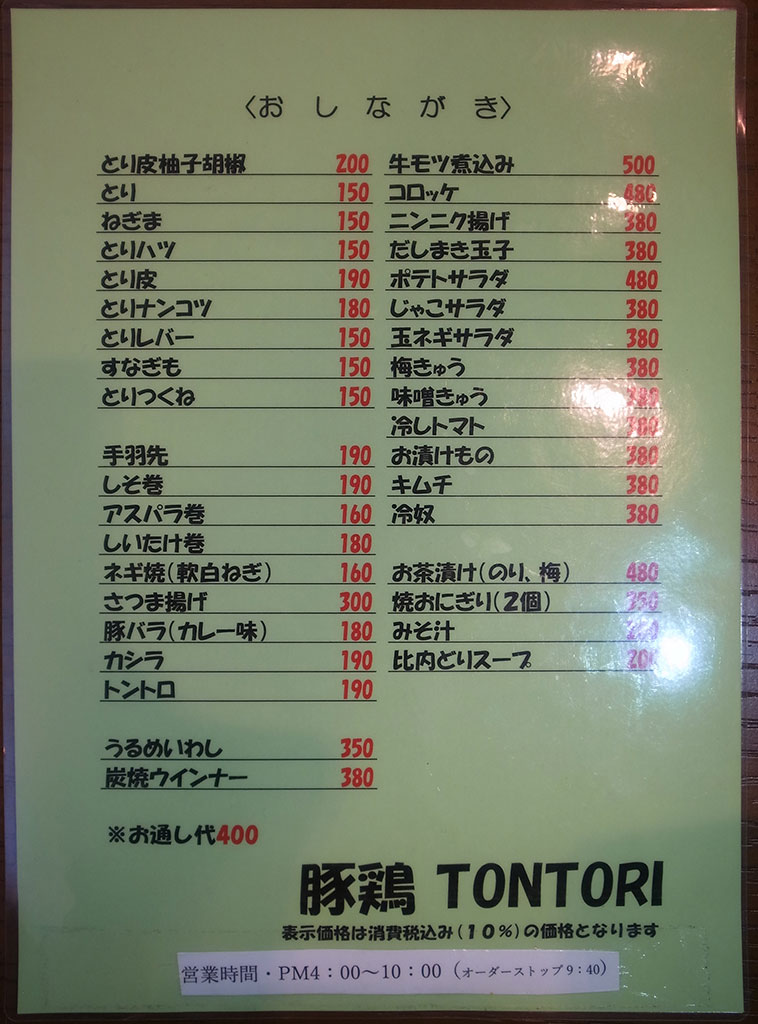 〈おしながき〉
とり皮柚子胡椒 200
とり 150
ねぎま 150
とりハツ 150
とり皮 190
とりナンコツ 180
とりレバー 150
すなぎも 150
とりつくね 150
手羽先 190
しそ巻 190
アスパラ巻 160
しいたけ巻 180
ネギ焼(軟白ねぎ) 160
さつま揚げ 300
豚バラ(カレー味) 180
カシラ 190
トントロ 190
うるめいわし 350
炭焼ウインナー 380
※お通し代400
牛モツ煮込み 500
コロッケ 480
ニンニク揚げ 380
だしまき玉子 380
ポテトサラダ 480
じゃこサラダ 380
玉ネギサラダ 380
梅きゅう 380
味噌きゅう
冷しトマト
お漬けもの 380
キムチ 380
冷奴 380
お茶漬け(のり、梅) 480
焼おにぎり(2個) 350
みそ汁
比内どりスープ 200
豚鶏 TONTORI
表示価格は消費税込み(10%)の価格となります
営業時間・PM4:00～10:00(オーダーストップ9:40)